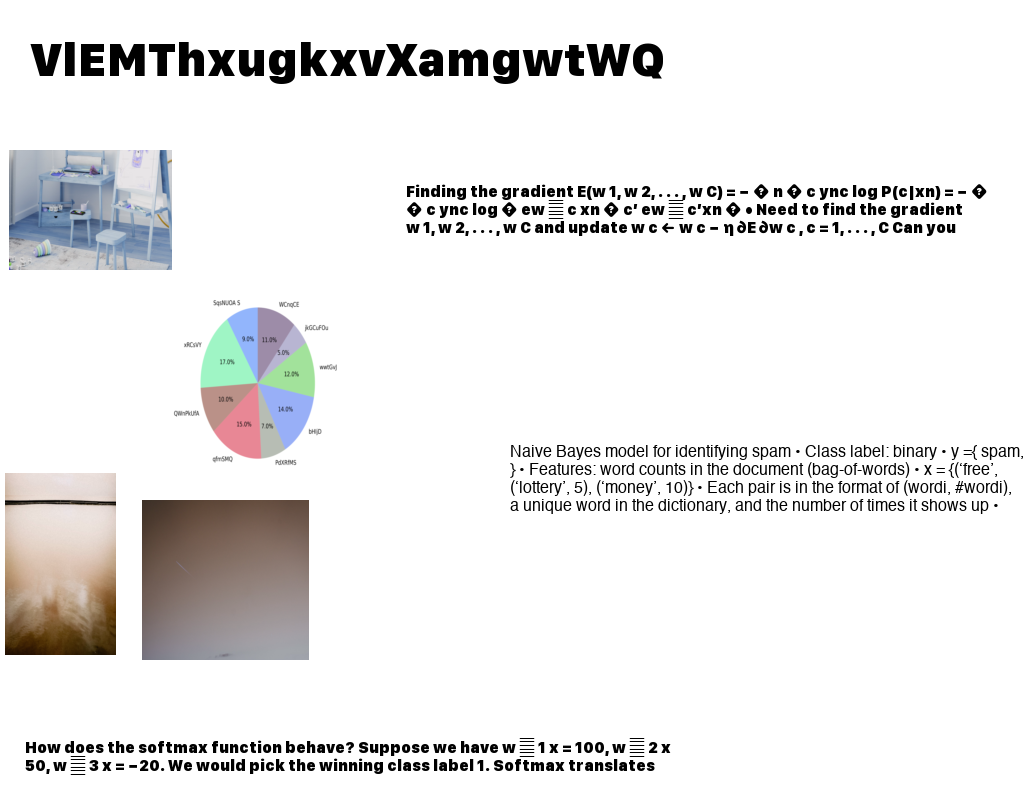 VlEMThxugkxvXamgwtWQ
Finding the gradient E(w 1, w 2, . . . , w C) = − � n � c ync log P(c|xn) = − �
� c ync log � ew 𝄚 c xn � c′ ew 𝄚 c′xn � • Need to find the gradient
w 1, w 2, . . . , w C and update w c ← w c − η ∂E ∂w c , c = 1, . . . , C Can you
SqsNUOA S
WCnqCE
JkGCuFOu
xRCsVY
wwtGvJ
QWnPkUfA
bHIjD
qfmSMQ
PdXRfMS
9.0%
11.0%
5.0%
17.0%
12.0%
10.0%
14.0%
15.0%
7.0%
Naive Bayes model for identifying spam • Class label: binary • y ={ spam,
} • Features: word counts in the document (bag-of-words) • x = {(‘free’,
(‘lottery’, 5), (‘money’, 10)} • Each pair is in the format of (wordi, #wordi),
a unique word in the dictionary, and the number of times it shows up •
How does the softmax function behave? Suppose we have w 𝄚 1 x = 100, w 𝄚 2 x
50, w 𝄚 3 x = −20. We would pick the winning class label 1. Softmax translates